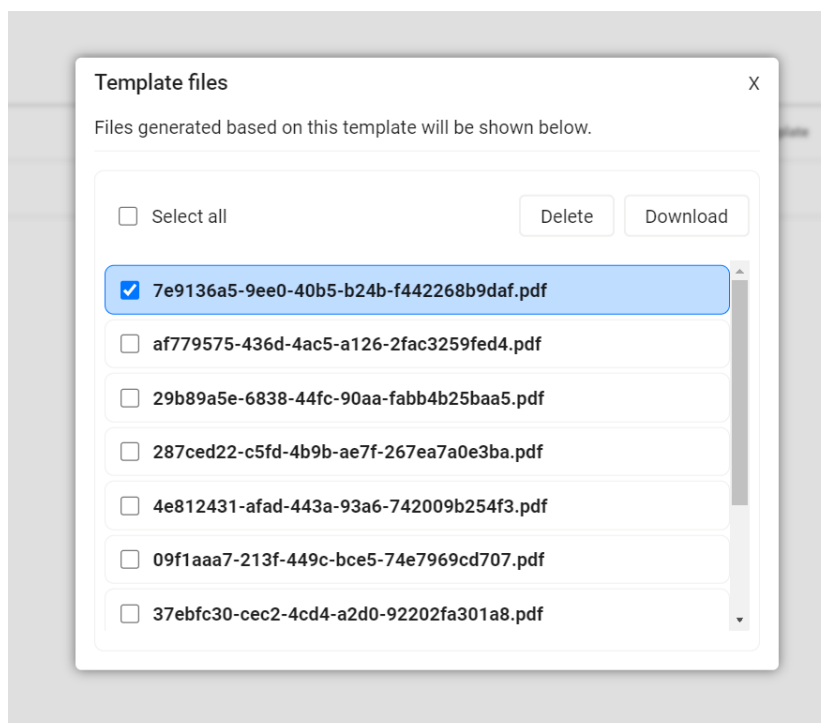 Template files
X
Files generated based on this template will be shown below.
Select all
Delete
Download
7e9136a5-9ee0-40b5-b24b-f442268b9daf.pdf
af779575-436d-4ac5-a126-2fac3259fed4.pdf
29b89a5e-6838-44fc-90aa-fabb4b25baa5.pdf
287ced22-c5fd-4b9b-ae7f-267ea7a0e3ba.pdf
4e812431-afad-443a-93a6-742009b254f3.pdf
09f1aaa7-213f-449c-bce5-74e7969cd707.pdf
37ebfc30-cec2-4cd4-a2d0-92202fa301a8.pdf